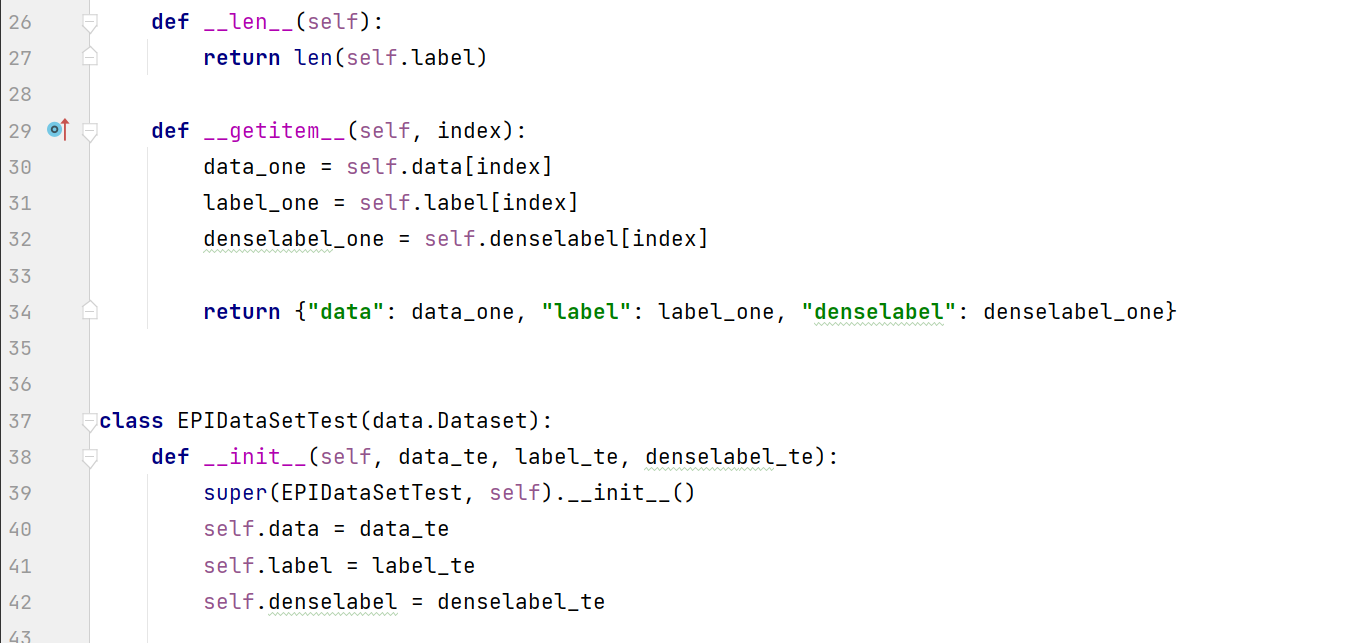 26     def __len__(self):
27         return len(self.label)
28
29     def __getitem__(self, index):
30         data_one = self.data[index]
31         label_one = self.label[index]
32         denselabel_one = self.denselabel[index]
33
34         return {"data": data_one, "label": label_one, "denselabel": denselabel_one}
35
36
37 class EPIDataSetTest(data.Dataset):
38     def __init__(self, data_te, label_te, denselabel_te):
39         super(EPIDataSetTest, self).__init__()
40         self.data = data_te
41         self.label = label_te
42         self.denselabel = denselabel_te
43